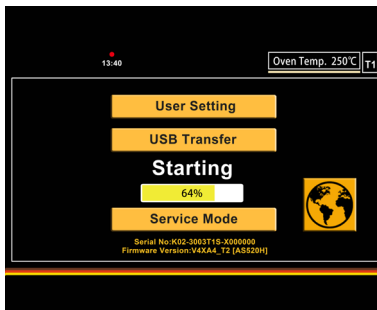 13:40
Oven Temp. 250℃
T1
User Setting
USB Transfer
Starting
64%
Service Mode
Serial No:K02-3003T1S-X000000
Firmware Version:V4XA4_T2 [AS520H]